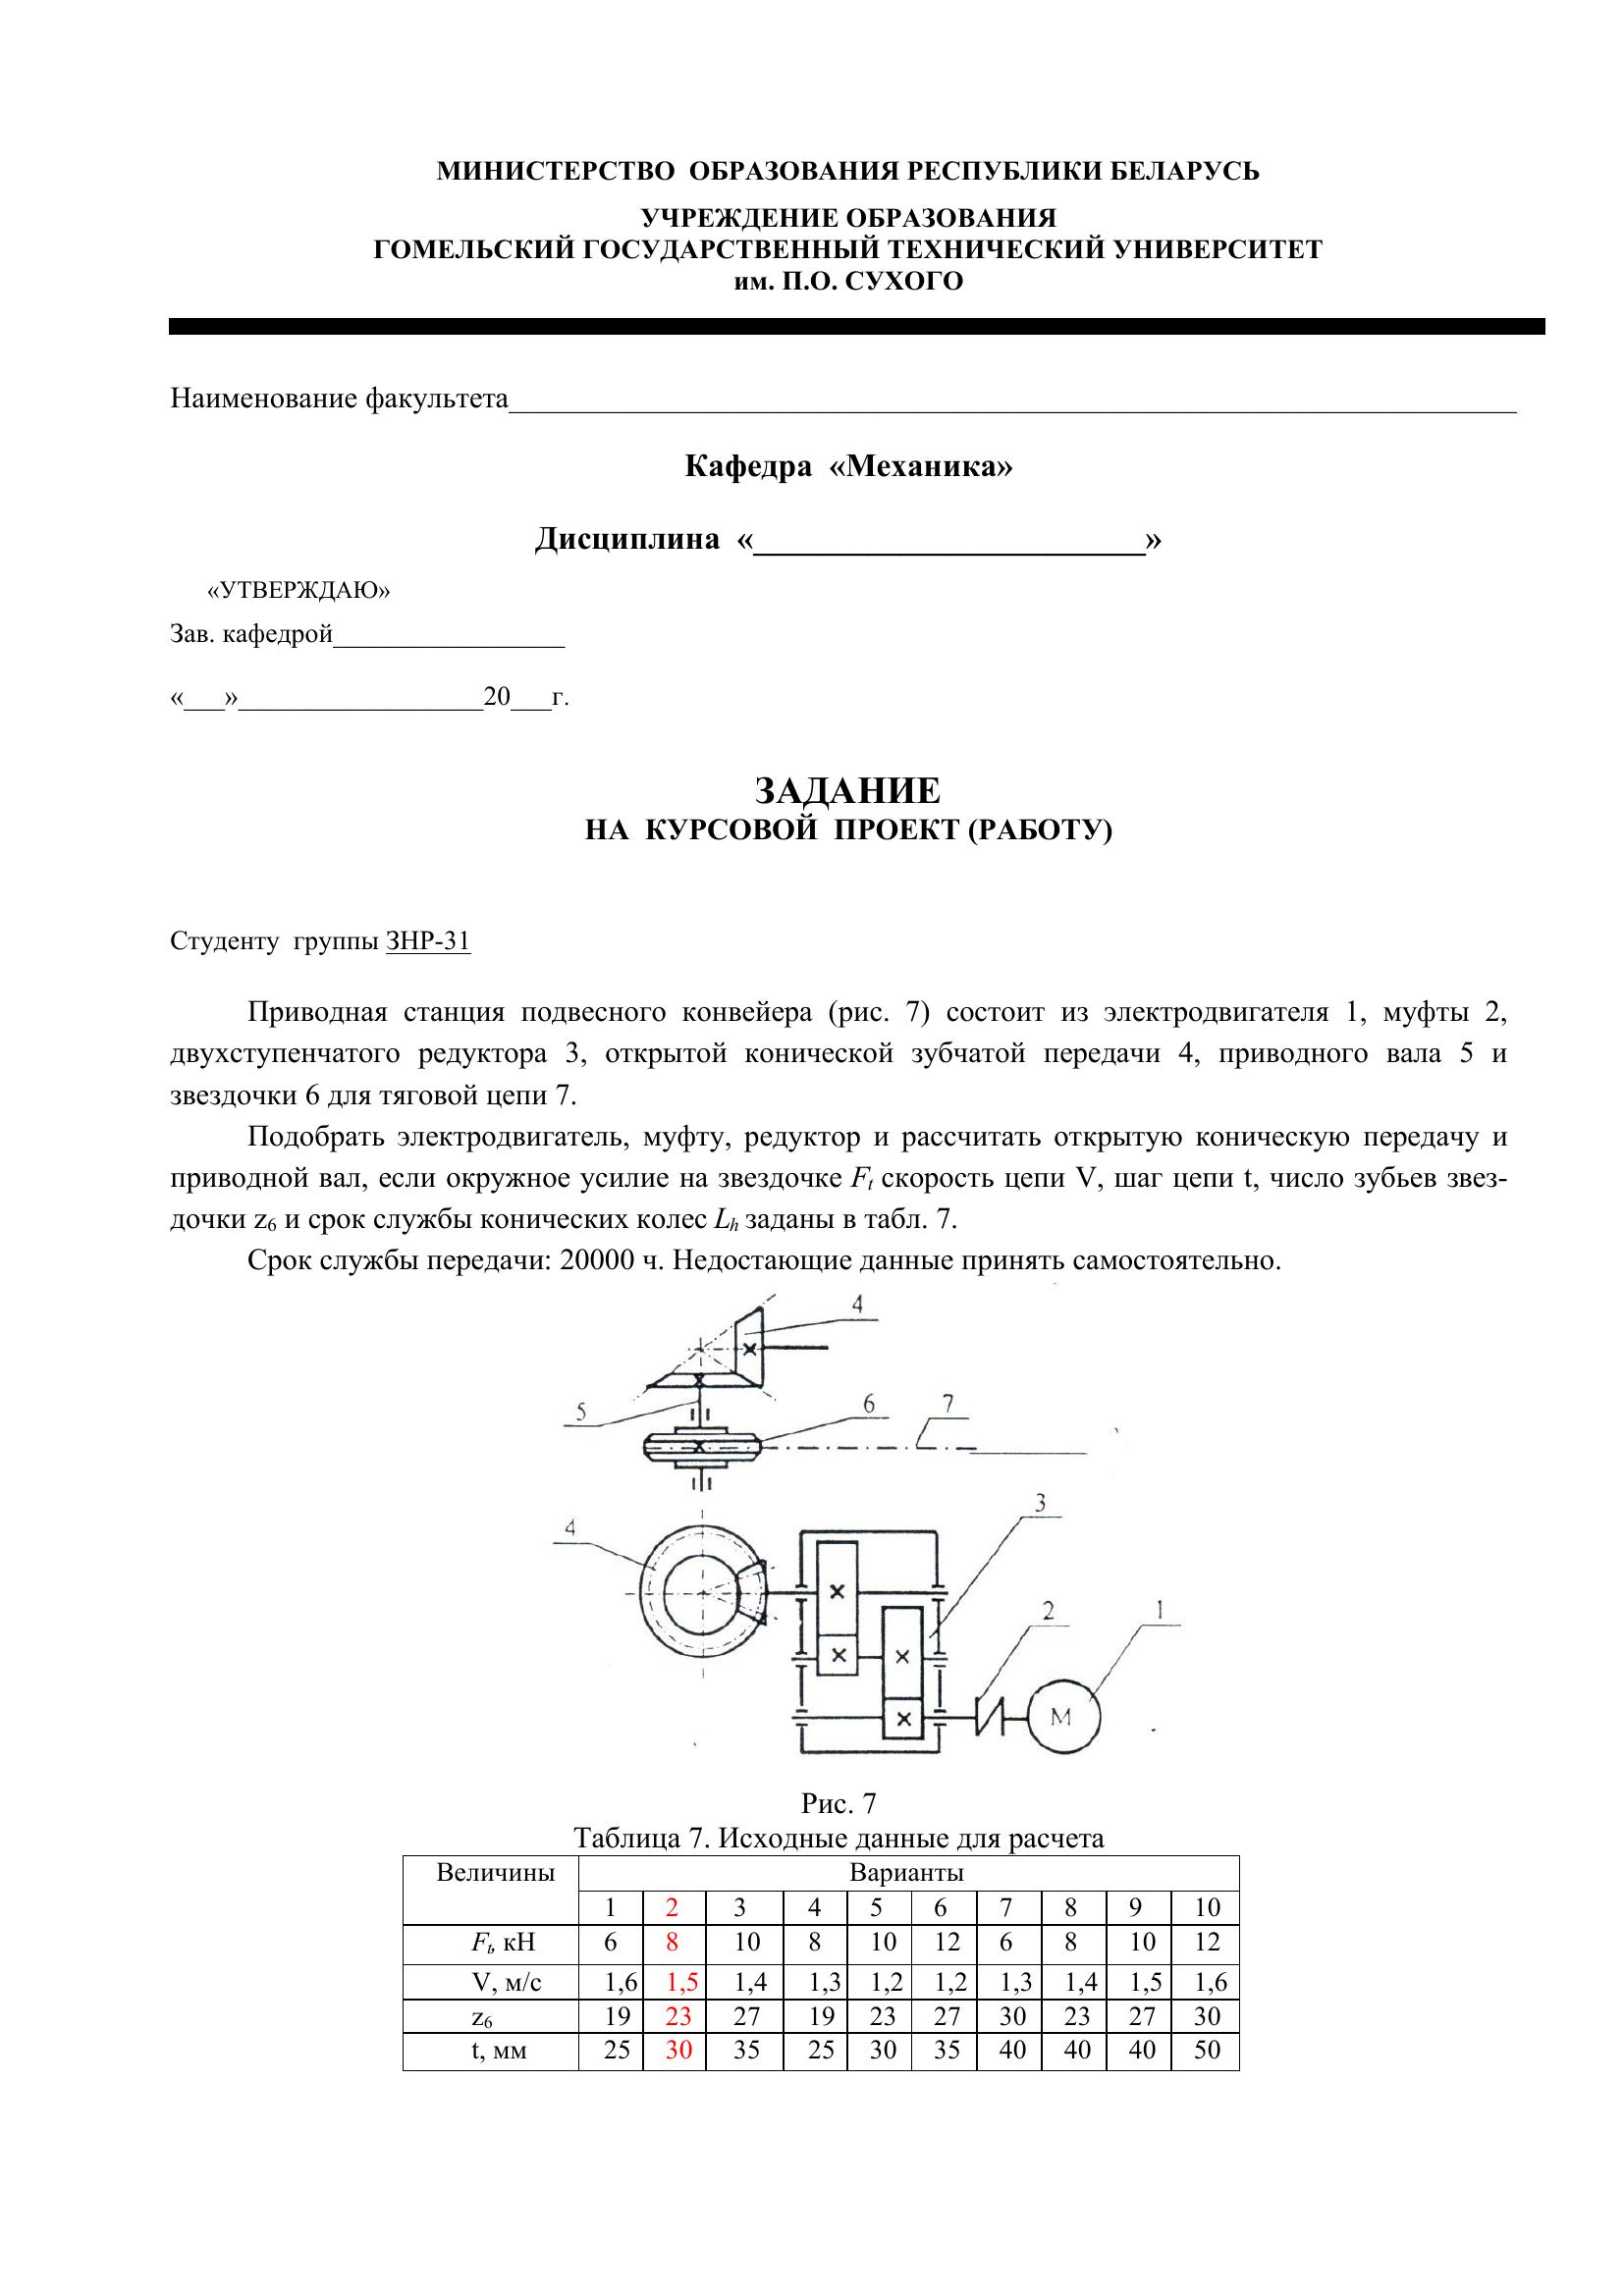 МИНИСТЕРСТВО ОБРАЗОВАНИЯ РЕСПУБЛИКИ БЕЛАРУСЬ
УЧРЕЖДЕНИЕ ОБРАЗОВАНИЯ
ГОМЕЛЬСКИЙ ГОСУДАРСТВЕННЫЙ ТЕХНИЧЕСКИЙ УНИВЕРСИТЕТ
им. П.О. СУХОГО
Наименование факультета____________________
Кафедра «Механика»
Дисциплина «____________________»
«УТВЕРЖДАЮ»
Зав. кафедрой_________________
«___»__________________20___г.
ЗАДАНИЕ
НА КУРСОВОЙ ПРОЕКТ (РАБОТУ)
Студенту группы ЗНР-31
Приводная станция подвесного конвейера (рис. 7) состоит из электродвигателя 1, муфты 2,
двухступенчатого редуктора 3, открытой конической зубчатой передачи 4, приводного вала 5 и
звездочки 6 для тяговой цепи 7.
Подобрать электродвигатель, муфту, редуктор и рассчитать открытую коническую передачу и
приводной вал, если окружное усилие на звездочке Ft скорость цепи V, шаг цепи t, число зубьев звез-
дочки z6 и срок службы конических колес Lh заданы в табл. 7.
Срок службы передачи: 20000 ч. Недостающие данные принять самостоятельно.
4
5
6
7
3
4
2
1
М
Рис. 7
Таблица 7. Исходные данные для расчета
Величины Варианты
1 2 3 4 5 6 7 8 9 10
Ft, кН 6 8 10 8 10 12 6 8 10 12
V, м/с 1,6 1,5 1,4 1,3 1,2 1,2 1,3 1,4 1,5 1,6
z6 19 23 27 19 23 27 30 23 27 30
t, мм 25 30 35 25 30 35 40 40 40 50